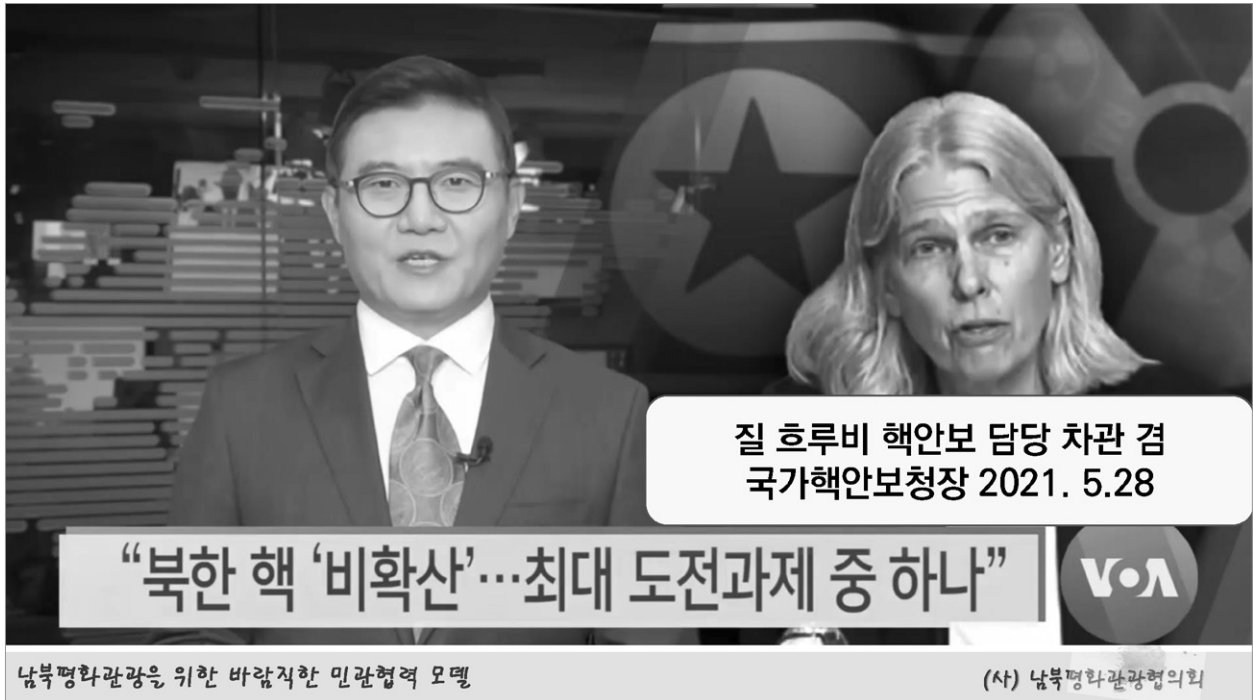 질 흐루비 핵안보 담당 차관 겸
국가핵안보청장 2021. 5.28
“북한 핵 ‘비확산’…최대 도전과제 중 하나”
VOA
남북평화관광을 위한 바람직한 민관협력 모델
(사) 남북평화관광협의회